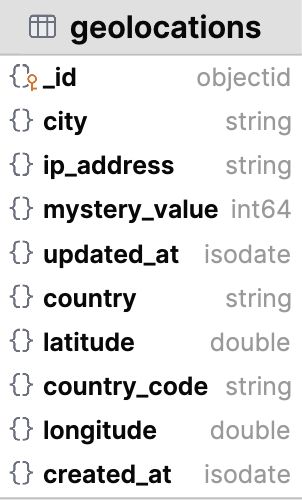 geolocations
_id objectid
city string
ip_address string
mystery_value int64
updated_at isodate
country string
latitude double
country_code string
longitude double
created_at isodate